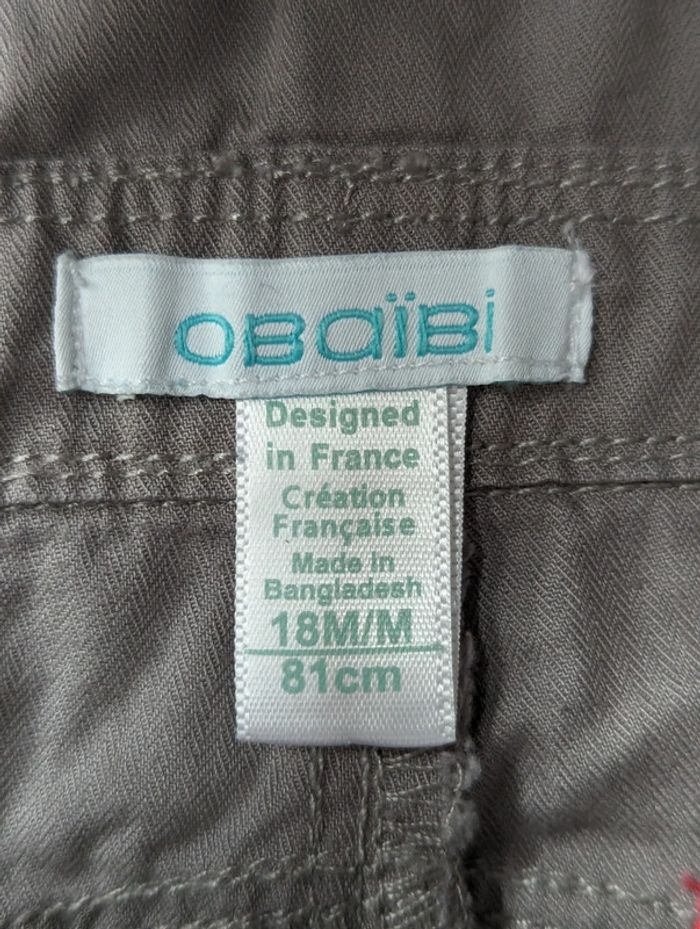 OBaïBi
Designed
in France
Création
Française
Made in
Bangladesh
18M/M
81cm